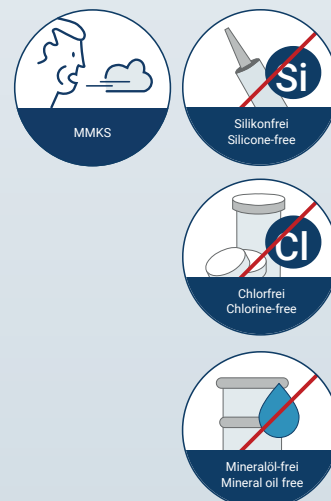 MMKS
Si
Silikonfrei
Silicone-free
Cl
Chlorfrei
Chlorine-free
Mineralöl-frei
Mineral oil free